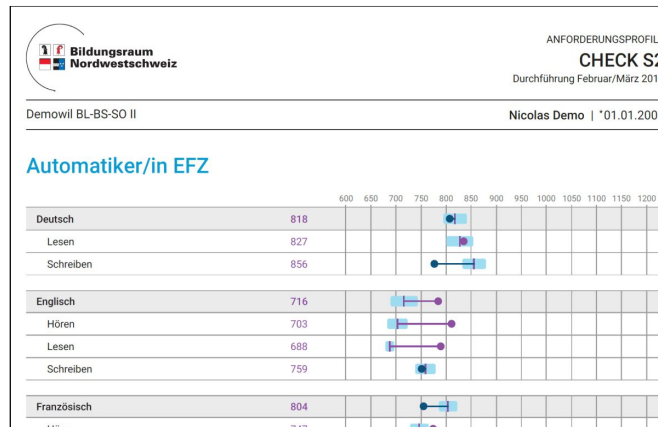 Bildungsraum
Nordwestschweiz
ANFORDERUNGSPROFIL
CHECK S2
Durchführung Februar/März 201
Demowil BL-BS-SO II
Nicolas Demo | *01.01.200
Automatiker/in EFZ
600 650 700 750 800 850 900 950 1000 1050 1100 1150 1200
Deutsch 818
Lesen 827
Schreiben 856
Englisch 716
Hören 703
Lesen 688
Schreiben 759
Französisch 804